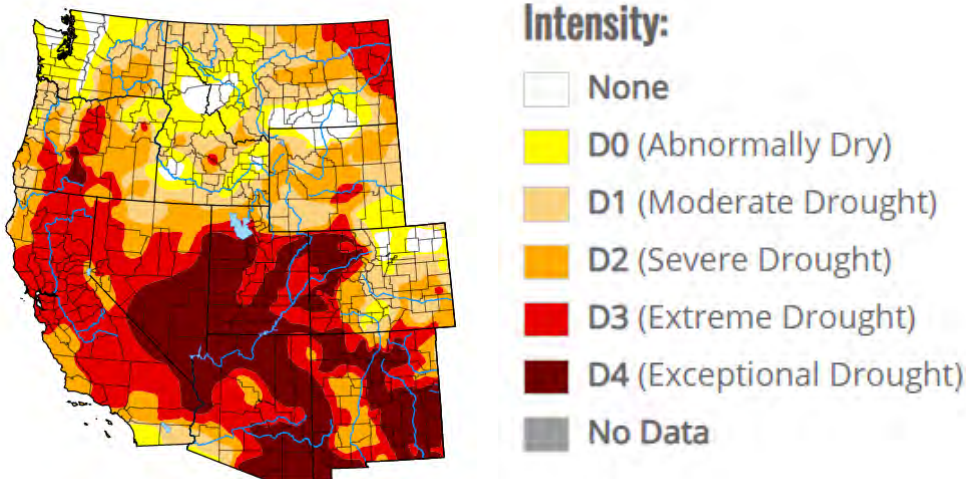 Intensity:
None
D0 (Abnormally Dry)
D1 (Moderate Drought)
D2 (Severe Drought)
D3 (Extreme Drought)
D4 (Exceptional Drought)
No Data